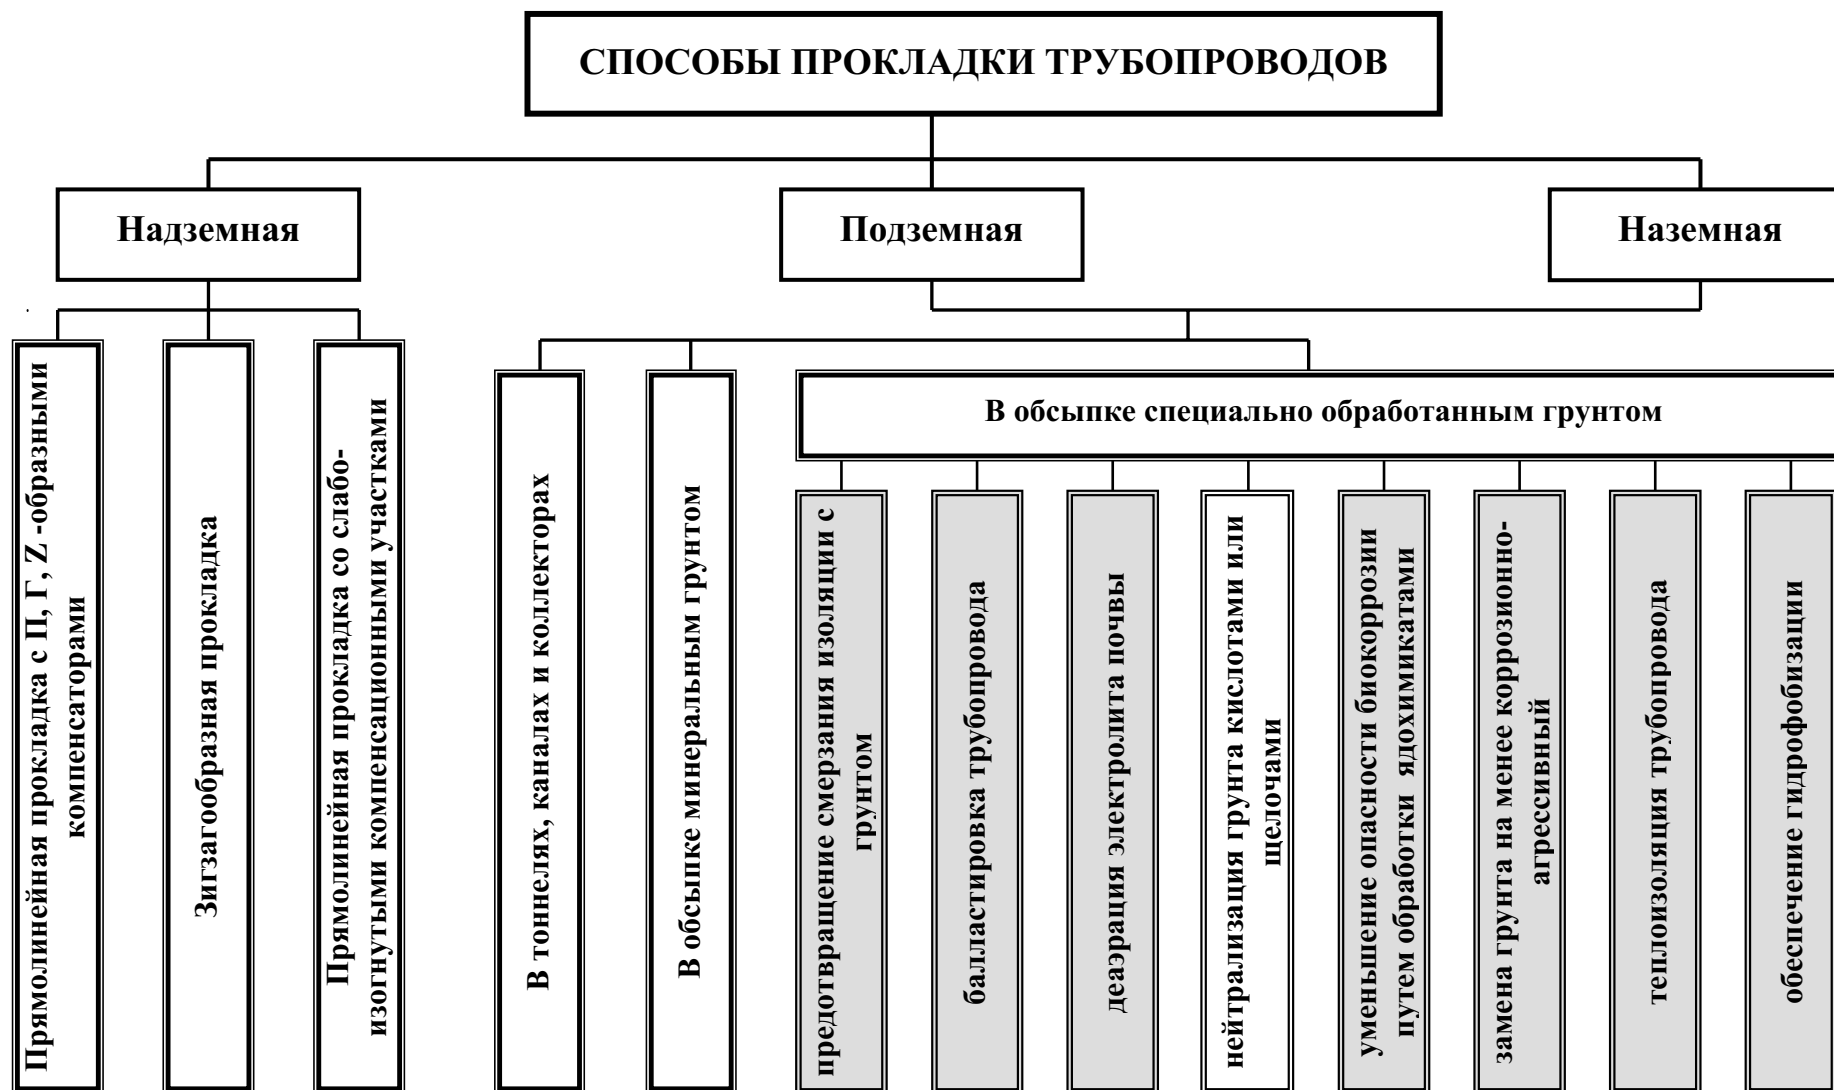 СПОСОБЫ ПРОКЛАДКИ ТРУБОПРОВОДОВ
Надземная
Подземная
Наземная
Прямолинейная прокладка с П, Г, Z -образными
компенсаторами
Зигзагообразная прокладка
Прямолинейная прокладка со слабо-
изогнутыми компенсационными участками
В тоннелях, каналах и коллекторах
В обсыпке минеральным грунтом
В обсыпке специально обработанным грунтом
предотвращение смерзания изоляции с
грунтом
балластировка трубопровода
деаэрация электролита почвы
нейтрализация грунта кислотами или
щелочами
уменьшение опасности биокоррозии
путем обработки ядохимикатами
замена грунта на менее коррозионно-
агрессивный
теплоизоляция трубопровода
обеспечение гидрофобизации